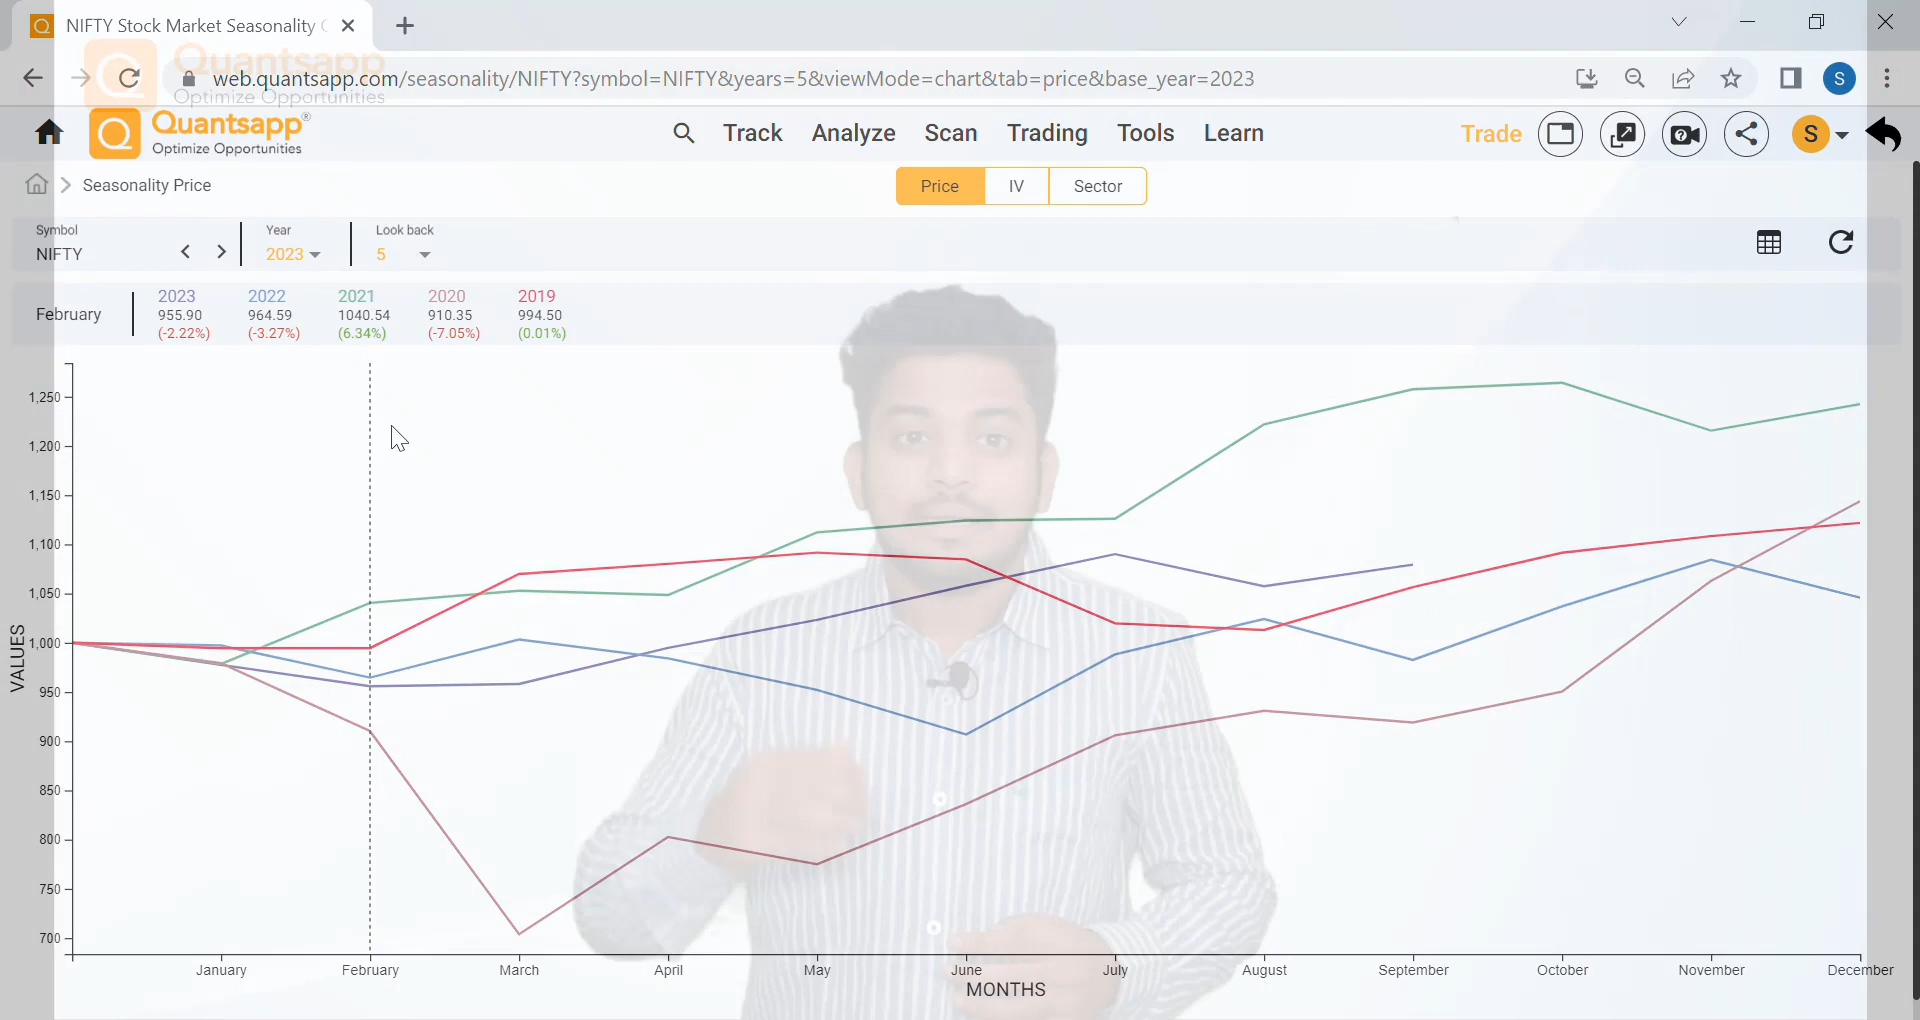 NIFTY Stock Market Seasonality
web.quantsapp.com/seasonality/NIFTY?symbol=NIFTY&years=5&viewMode=chart&tab=price&base_year=2023
S
Quantsapp
Optimize Opportunities
Quantsapp®
Optimize Opportunities
Track Analyze Scan Trading Tools Learn
Trade
S
Seasonality Price
Price IV Sector
Symbol Year Look back
NIFTY 2023 5
2023 2022 2021 2020 2019
February 955.90 964.59 1040.54 910.35 994.50
(-2.22%) (-3.27%) (6.34%) (-7.05%) (0.01%)
1,250
1,200
1,150
1,100
1,050
1,000
950
900
850
800
750
700
VALUES
January February March April May June July August September October November December
MONTHS